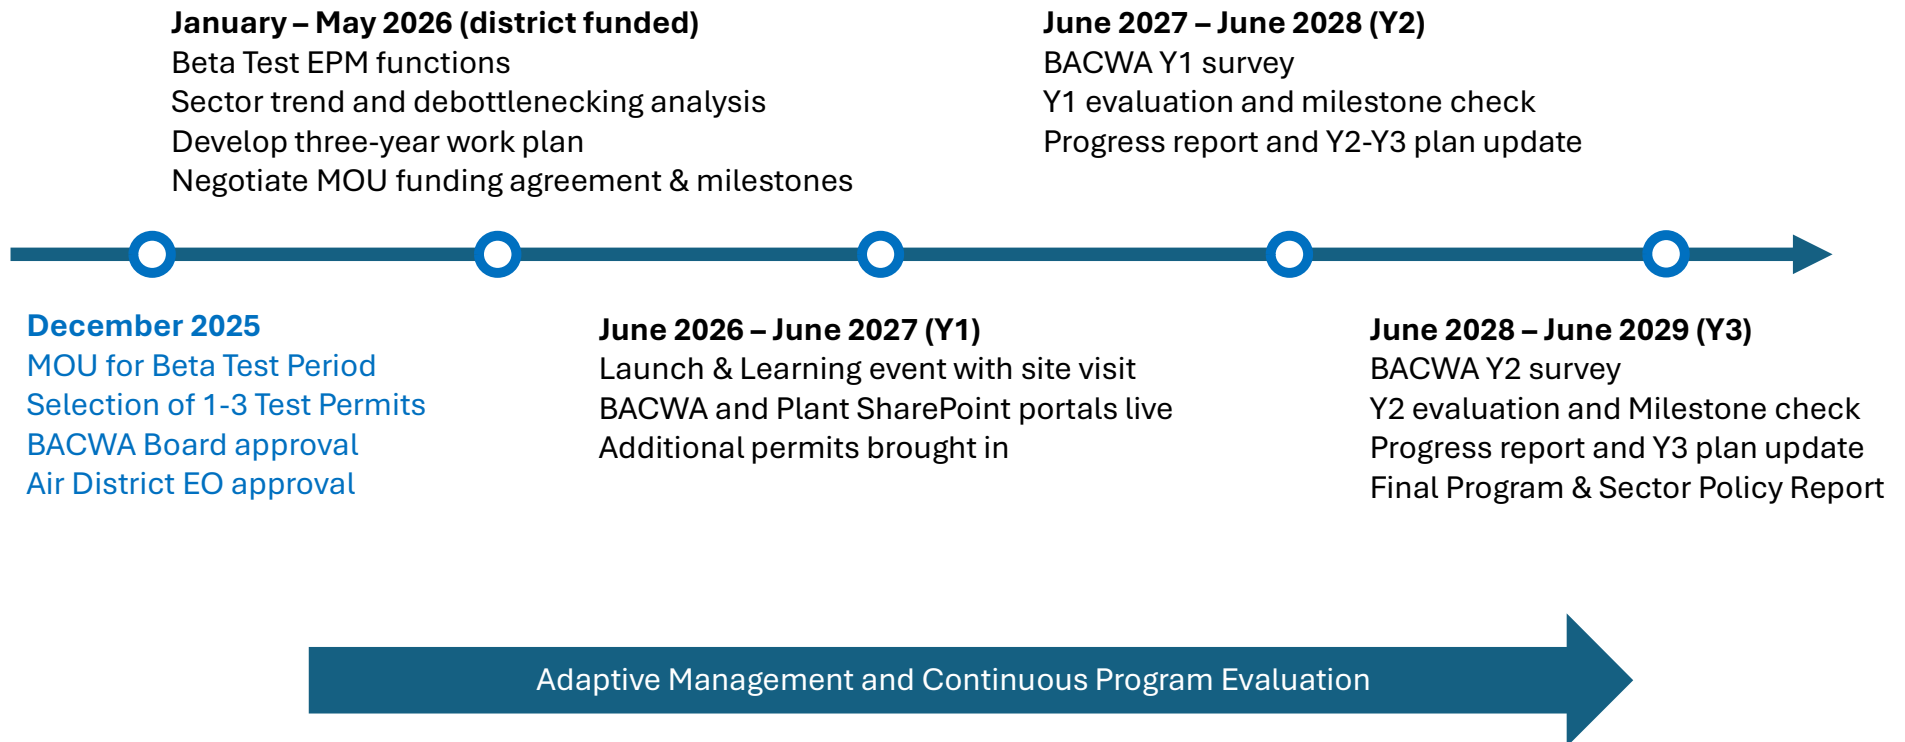 January – May 2026 (district funded)
Beta Test EPM functions
Sector trend and debottlenecking analysis
Develop three-year work plan
Negotiate MOU funding agreement & milestones
June 2027 – June 2028 (Y2)
BACWA Y1 survey
Y1 evaluation and milestone check
Progress report and Y2-Y3 plan update
December 2025
MOU for Beta Test Period
Selection of 1-3 Test Permits
BACWA Board approval
Air District EO approval
June 2026 – June 2027 (Y1)
Launch & Learning event with site visit
BACWA and Plant SharePoint portals live
Additional permits brought in
June 2028 – June 2029 (Y3)
BACWA Y2 survey
Y2 evaluation and Milestone check
Progress report and Y3 plan update
Final Program & Sector Policy Report
Adaptive Management and Continuous Program Evaluation